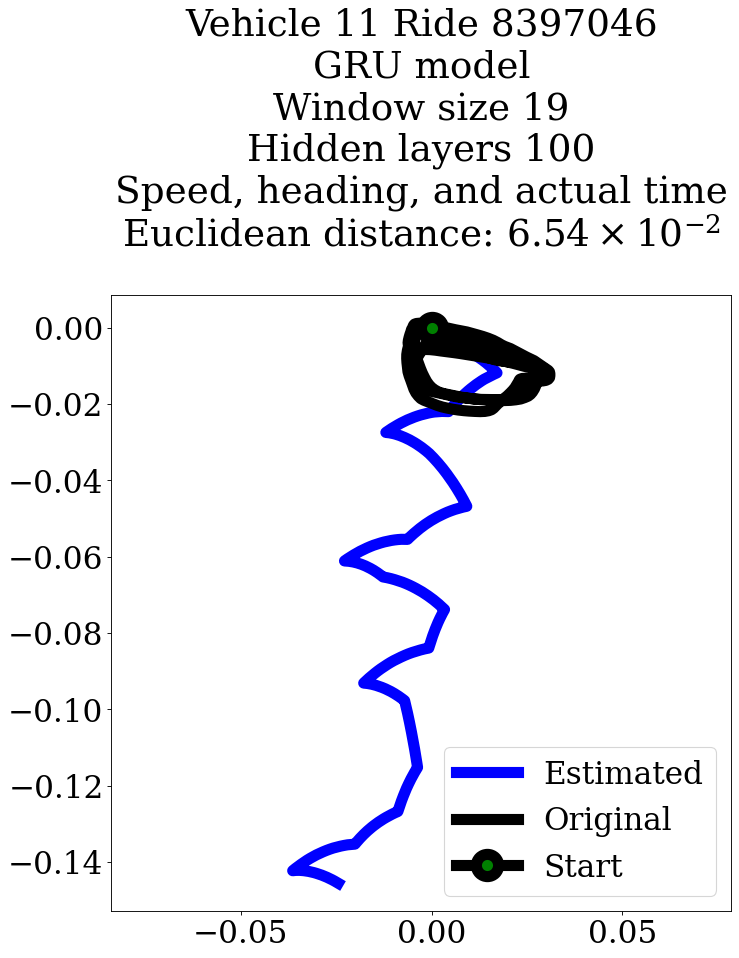 Vehicle 11 Ride 8397046
GRU model
Window size 19
Hidden layers 100
Speed, heading, and actual time
Euclidean distance: 6.54 × 10⁻²
0.00
−0.02
−0.04
−0.06
−0.08
−0.10
−0.12
−0.14
Estimated
Original
Start
−0.05
0.00
0.05